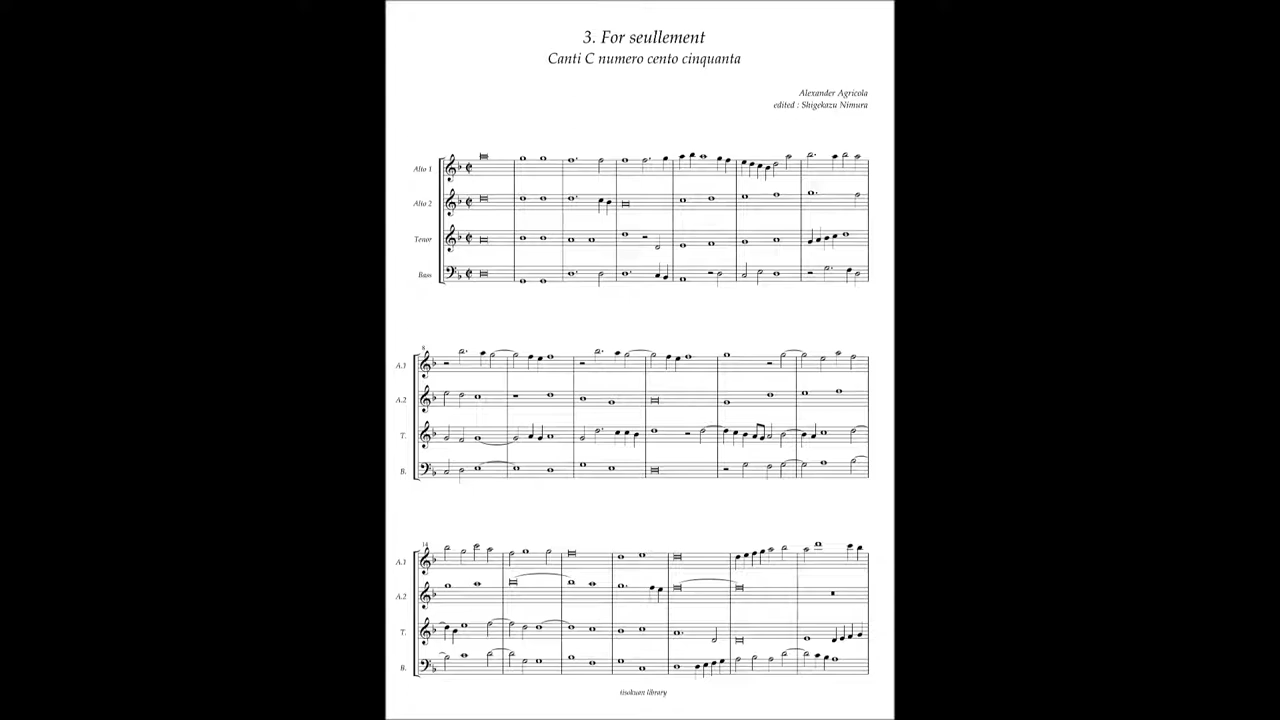 3. For seullement
Canti C numero cento cinquanta
Alexander Agricola
edited : Shigekazu Nimura
Alto 1
Alto 2
Tenor
Bass
8
A.1
A.2
T.
B.
14
A.1
A.2
T.
B.
tisokuan library